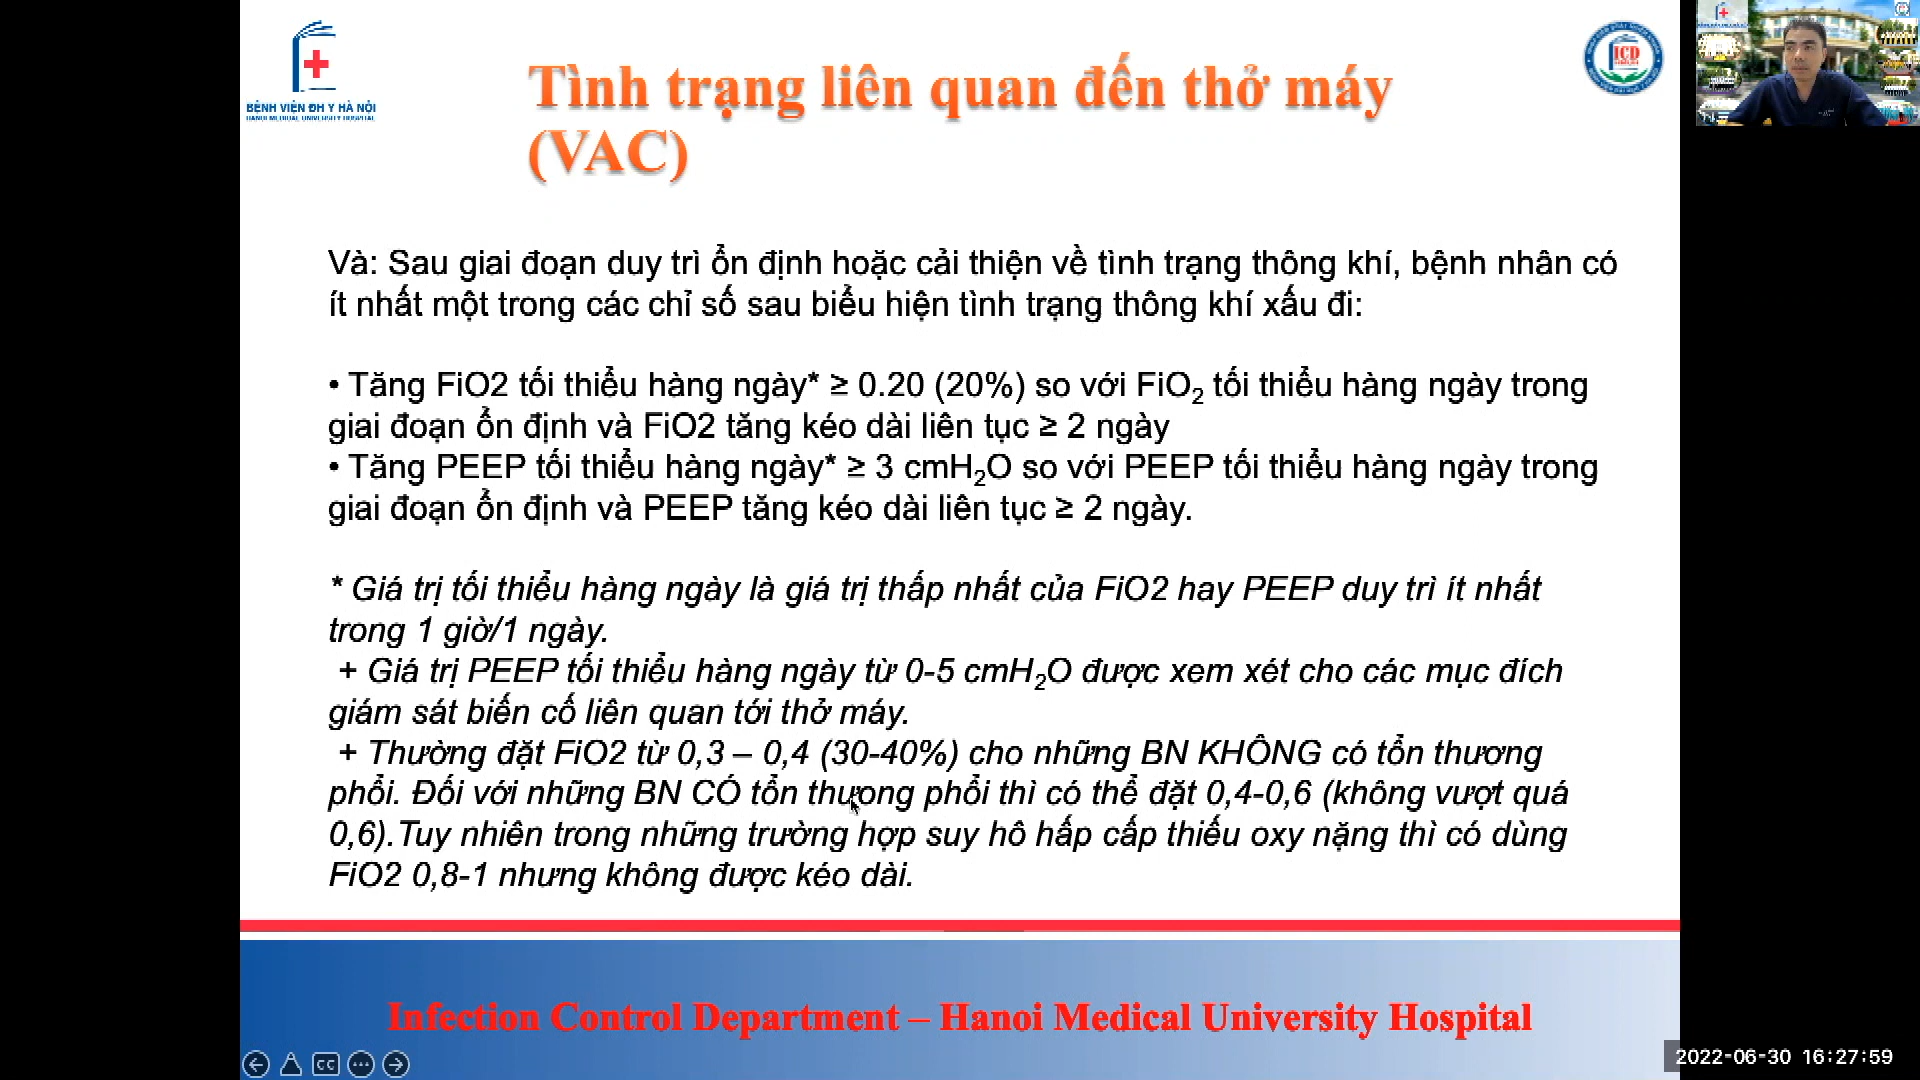 BỆNH VIỆN ĐH Y HÀ NỘI
HANOI MEDICAL UNIVERSITY HOSPITAL
ICD
Tình trạng liên quan đến thở máy
(VAC)
Và: Sau giai đoạn duy trì ổn định hoặc cải thiện về tình trạng thông khí, bệnh nhân có
ít nhất một trong các chỉ số sau biểu hiện tình trạng thông khí xấu đi:
• Tăng FiO2 tối thiểu hàng ngày* ≥ 0.20 (20%) so với FiO₂ tối thiểu hàng ngày trong
giai đoạn ổn định và FiO2 tăng kéo dài liên tục ≥ 2 ngày
• Tăng PEEP tối thiểu hàng ngày* ≥ 3 cmH₂O so với PEEP tối thiểu hàng ngày trong
giai đoạn ổn định và PEEP tăng kéo dài liên tục ≥ 2 ngày.
* Giá trị tối thiểu hàng ngày là giá trị thấp nhất của FiO2 hay PEEP duy trì ít nhất
trong 1 giờ/1 ngày.
+ Giá trị PEEP tối thiểu hàng ngày từ 0-5 cmH₂O được xem xét cho các mục đích
giám sát biến cố liên quan tới thở máy.
+ Thường đặt FiO2 từ 0,3 – 0,4 (30-40%) cho những BN KHÔNG có tổn thương
phổi. Đối với những BN CÓ tổn thương phổi thì có thể đặt 0,4-0,6 (không vượt quá
0,6).Tuy nhiên trong những trường hợp suy hô hấp cấp thiếu oxy nặng thì có dùng
FiO2 0,8-1 nhưng không được kéo dài.
Infection Control Department – Hanoi Medical University Hospital
CC
2022-06-30 16:27:59